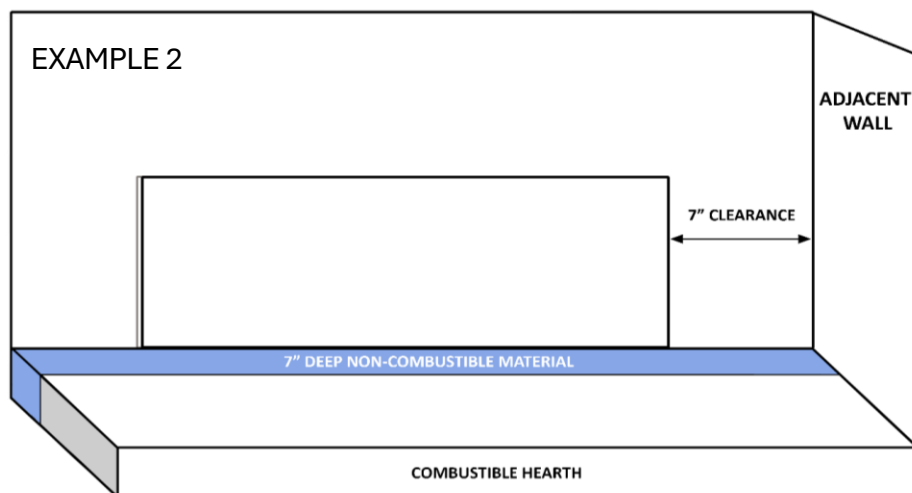 EXAMPLE 2
ADJACENT
WALL
7” CLEARANCE
7” DEEP NON-COMBUSTIBLE MATERIAL
COMBUSTIBLE HEARTH